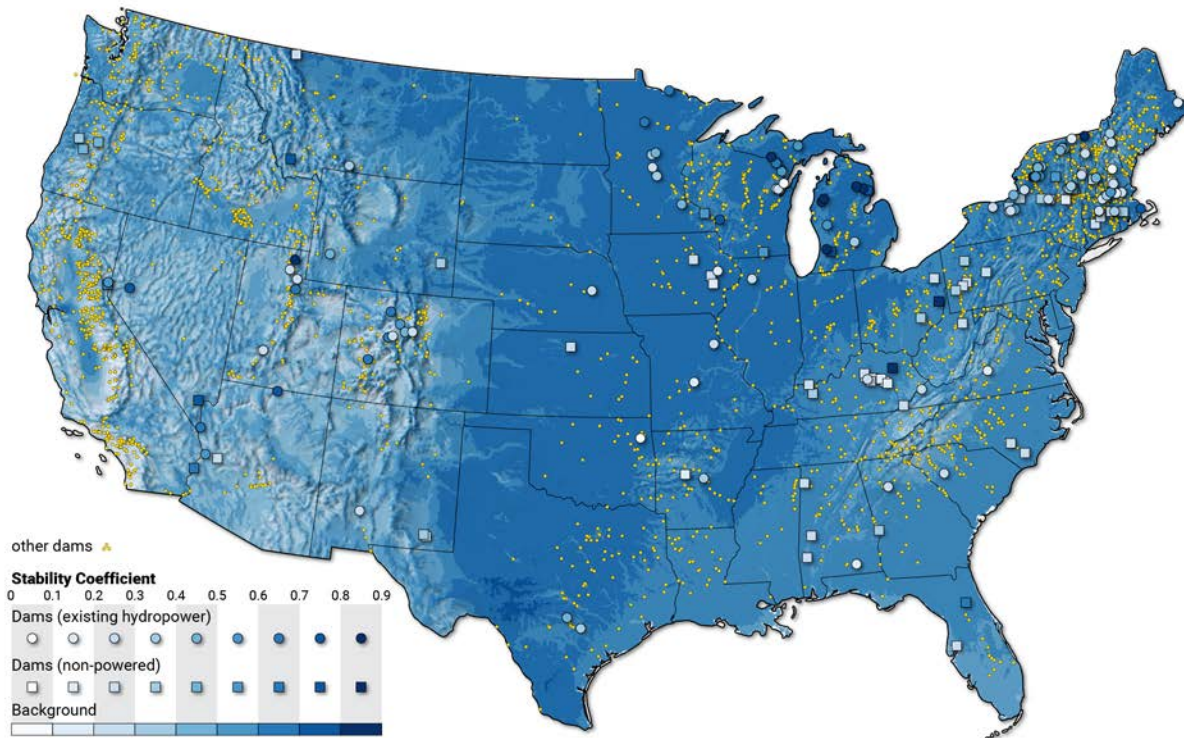 other dams
Stability Coefficient
0 0.1 0.2 0.3 0.4 0.5 0.6 0.7 0.8 0.9
Dams (existing hydropower)
Dams (non-powered)
Background